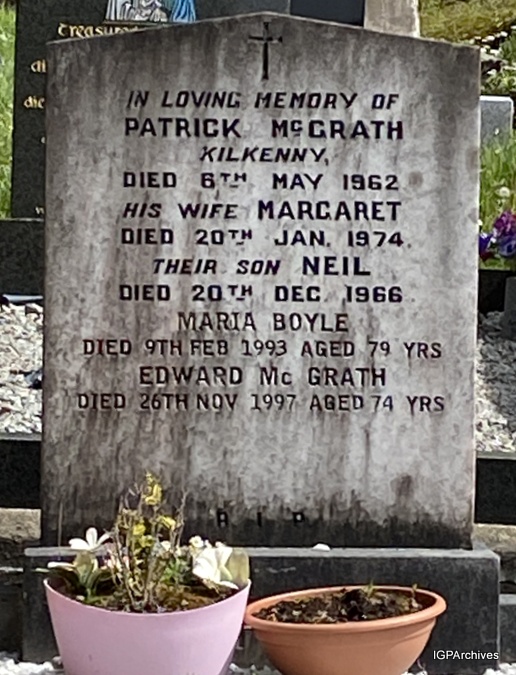 Treasured
IN LOVING MEMORY OF
PATRICK McGRATH
KILKENNY,
DIED 6TH MAY 1962
HIS WIFE MARGARET
DIED 20TH JAN. 1974.
THEIR SON NEIL
DIED 20TH DEC. 1966
MARIA BOYLE
DIED 9TH FEB 1993 AGED 79 YRS
EDWARD Mc GRATH
DIED 26TH NOV 1997 AGED 74 YRS
R I P
IGPArchives